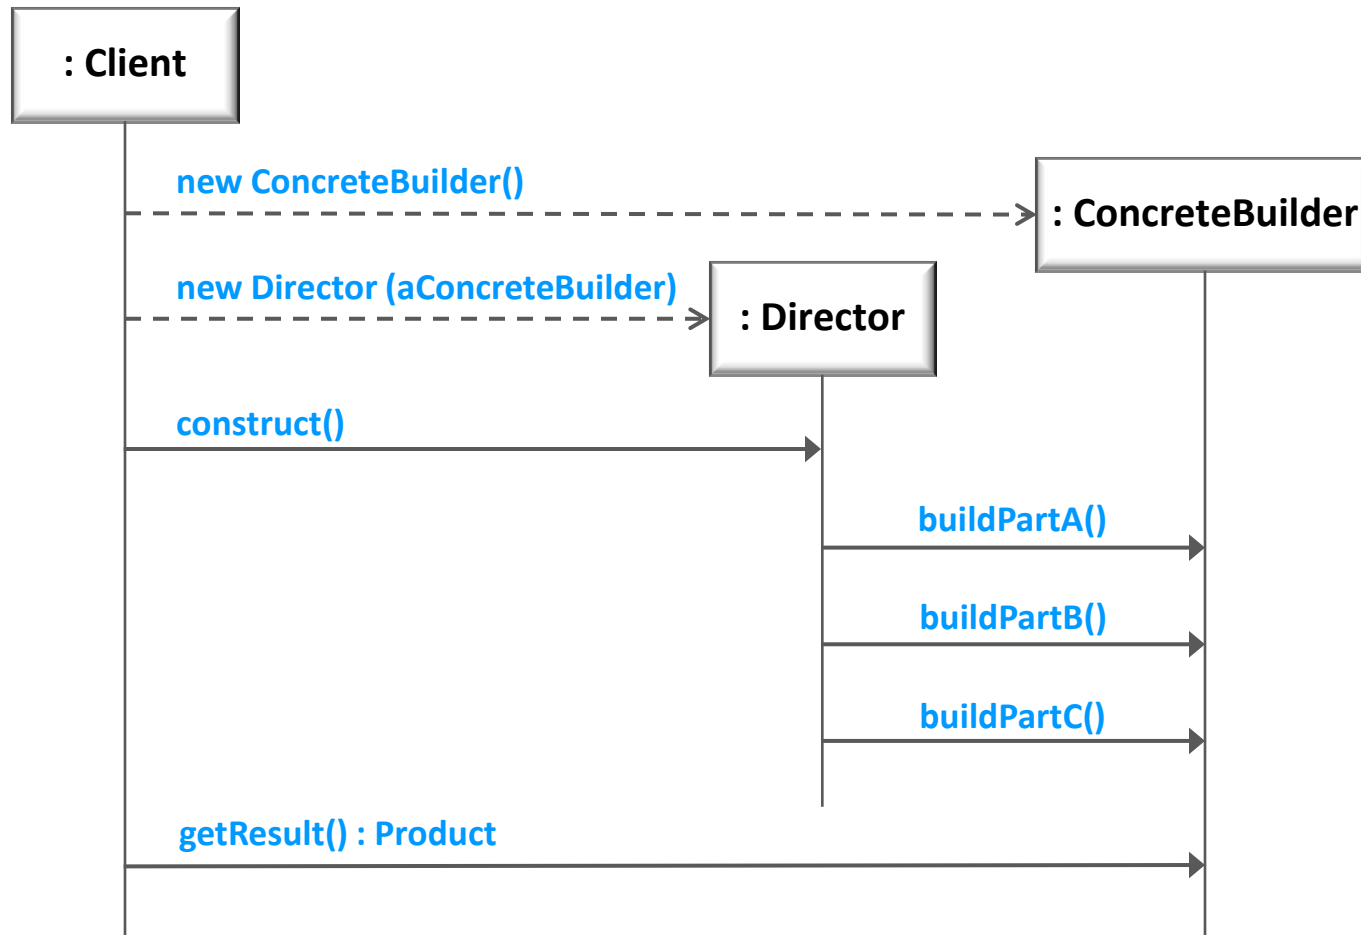 : Client
new ConcreteBuilder()
: ConcreteBuilder
new Director (aConcreteBuilder)
: Director
construct()
buildPartA()
buildPartB()
buildPartC()
getResult() : Product